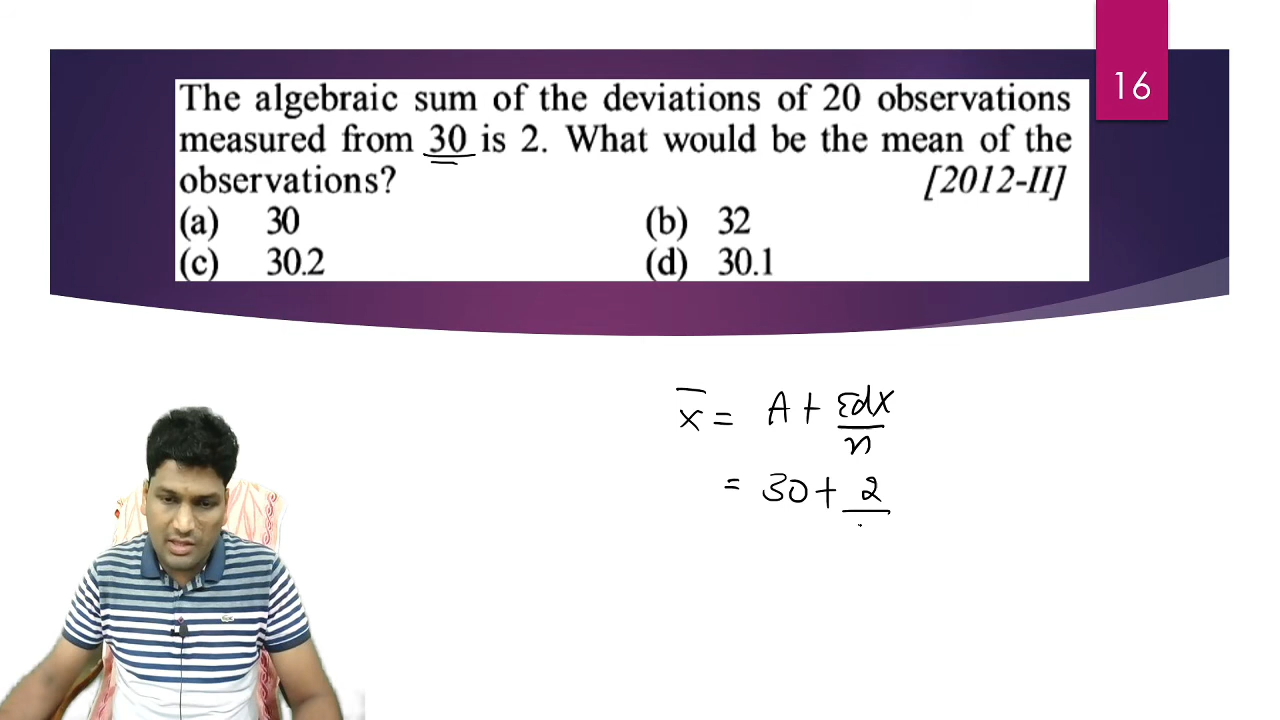 16
The algebraic sum of the deviations of 20 observations
measured from 30 is 2. What would be the mean of the
observations? [2012-II]
(a) 30 (b) 32
(c) 30.2 (d) 30.1
x̅ = A + Σdx/n
= 30 + 2/